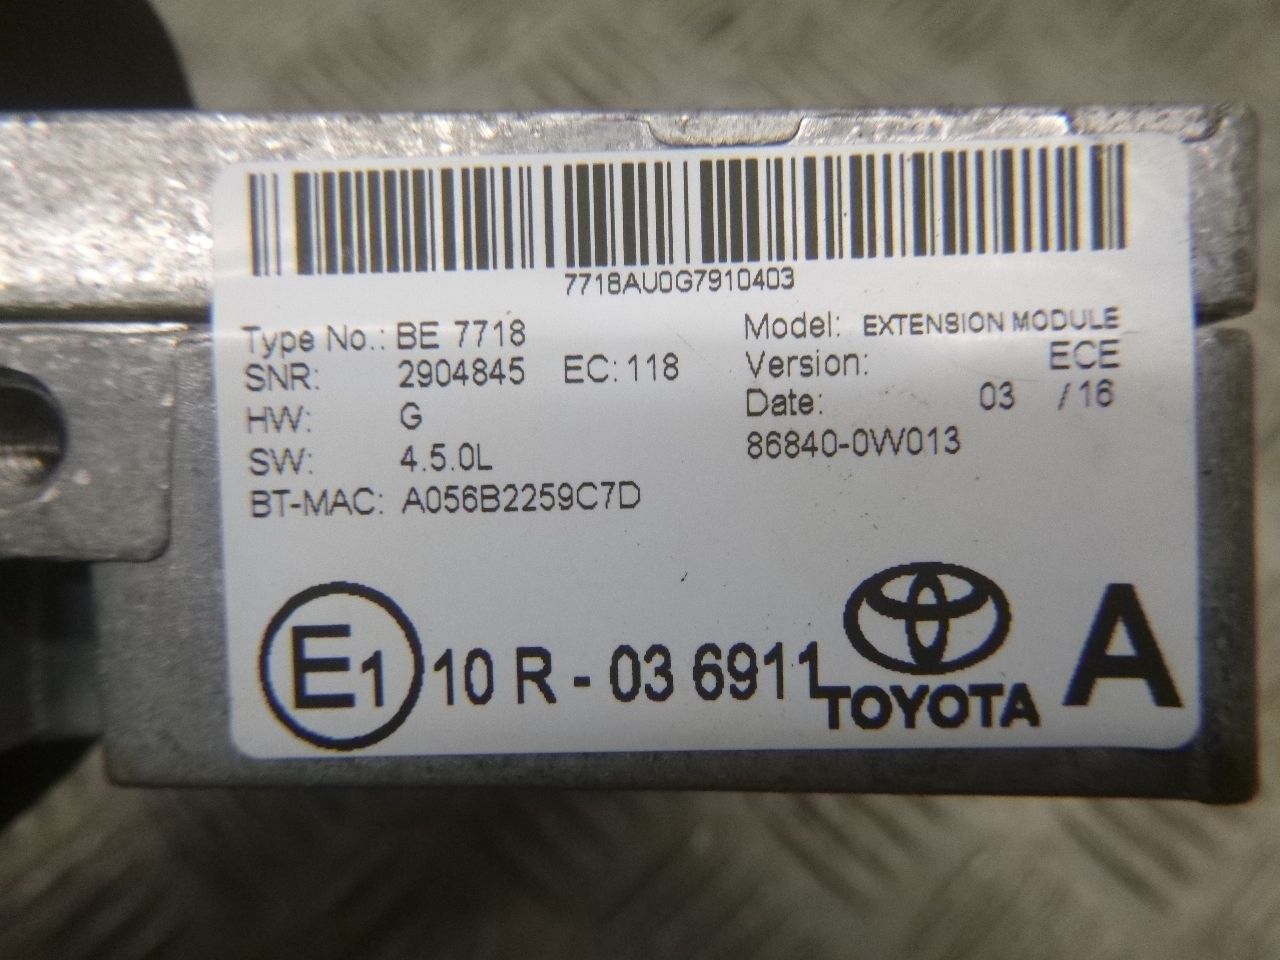 7718AU0G7910403
Type No.: BE 7718
SNR: 2904845 EC: 118
HW: G
SW: 4.5.0L
BT-MAC: A056B2259C7D
Model: EXTENSION MODULE
Version: ECE
Date: 03 /16
86840-0W013
E1 10 R - 03 6911
TOYOTA
A